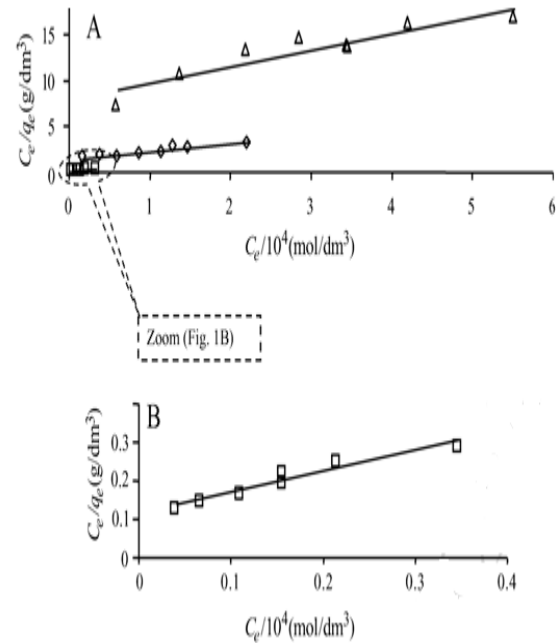 A
C_e/q_e (g/dm³)
15
10
5
0
0 1 2 3 4 5 6
C_e/10⁴(mol/dm³)
Zoom (Fig. 1B)
B
C_e/q_e (g/dm³)
0.3
0.2
0.1
0
0 0.1 0.2 0.3 0.4
C_e/10⁴(mol/dm³)